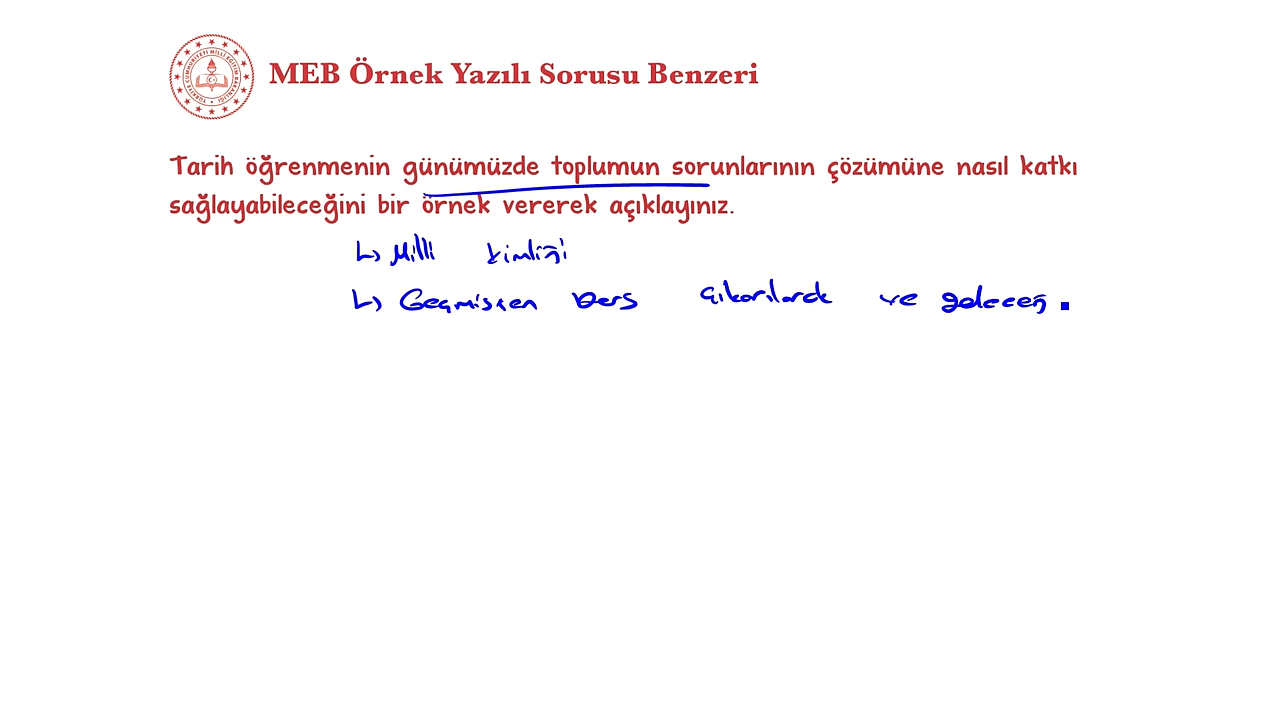 MEB Örnek Yazılı Sorusu Benzeri
Tarih öğrenmenin günümüzde toplumun sorunlarının çözümüne nasıl katkı
sağlayabileceğini bir örnek vererek açıklayınız.
↳ Milli kimliği
↳ Geçmişten Ders çıkarılarak ve geleceğ